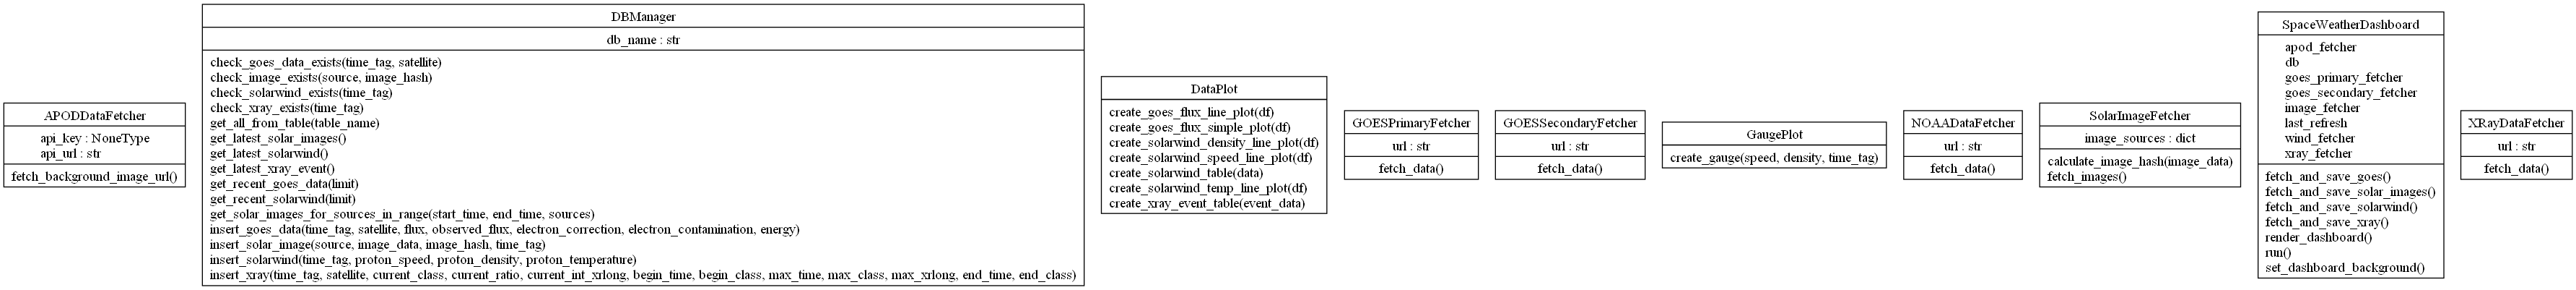 APODDataFetcher
api_key : NoneType
api_url : str
fetch_background_image_url()
DBManager
db_name : str
check_goes_data_exists(time_tag, satellite)
check_image_exists(source, image_hash)
check_solarwind_exists(time_tag)
check_xray_exists(time_tag)
get_all_from_table(table_name)
get_latest_solar_images()
get_latest_solarwind()
get_latest_xray_event()
get_recent_goes_data(limit)
get_recent_solarwind(limit)
get_solar_images_for_sources_in_range(start_time, end_time, sources)
insert_goes_data(time_tag, satellite, flux, observed_flux, electron_correction, electron_contamination, energy)
insert_solar_image(source, image_data, image_hash, time_tag)
insert_solarwind(time_tag, proton_speed, proton_density, proton_temperature)
insert_xray(time_tag, satellite, current_class, current_ratio, current_int_xrlong, begin_time, begin_class, max_time, max_class, max_xrlong, end_time, end_class)
DataPlot
create_goes_flux_line_plot(df)
create_goes_flux_simple_plot(df)
create_solarwind_density_line_plot(df)
create_solarwind_speed_line_plot(df)
create_solarwind_table(data)
create_solarwind_temp_line_plot(df)
create_xray_event_table(event_data)
GOESPrimaryFetcher
url : str
fetch_data()
GOESSecondaryFetcher
url : str
fetch_data()
GaugePlot
create_gauge(speed, density, time_tag)
NOAADataFetcher
url : str
fetch_data()
SolarImageFetcher
image_sources : dict
calculate_image_hash(image_data)
fetch_images()
SpaceWeatherDashboard
apod_fetcher
db
goes_primary_fetcher
goes_secondary_fetcher
image_fetcher
last_refresh
wind_fetcher
xray_fetcher
fetch_and_save_goes()
fetch_and_save_solar_images()
fetch_and_save_solarwind()
fetch_and_save_xray()
render_dashboard()
run()
set_dashboard_background()
XRayDataFetcher
url : str
fetch_data()